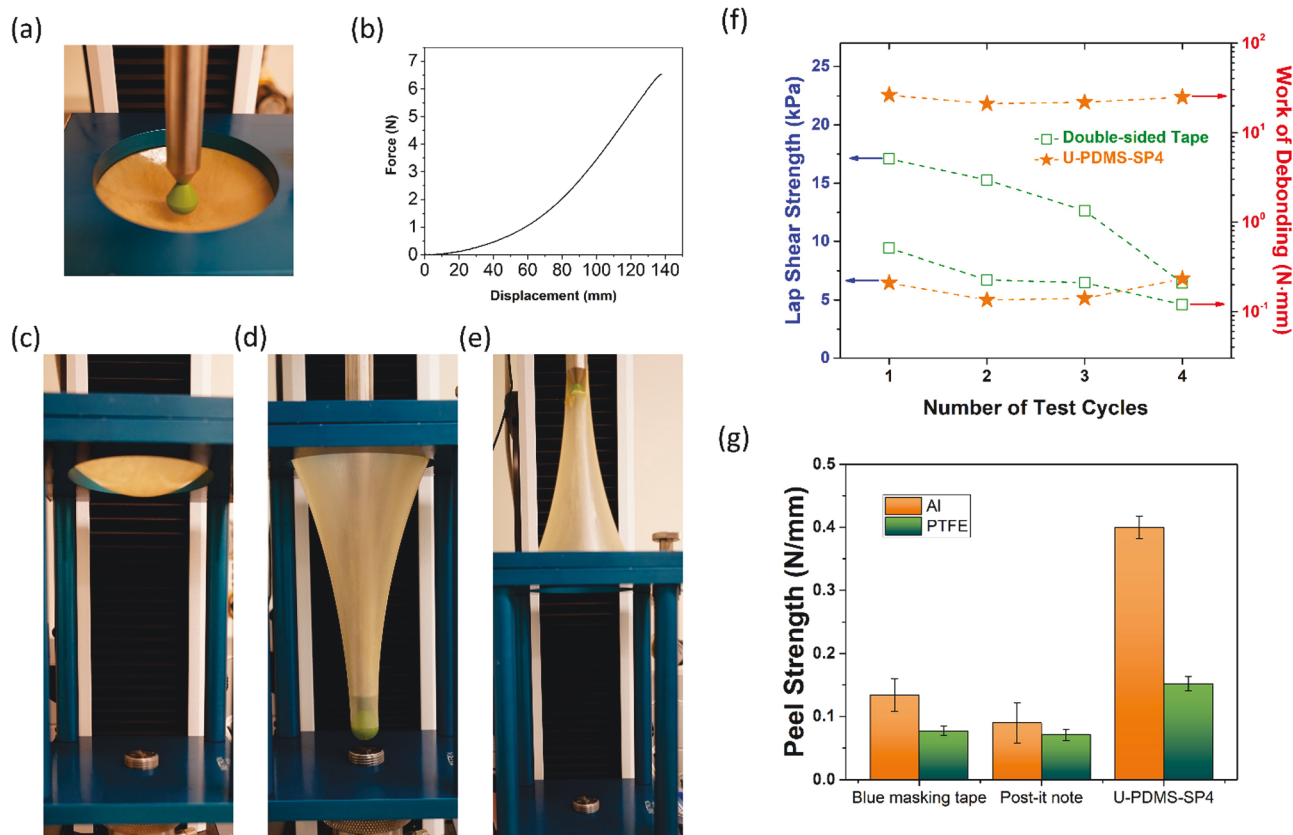 (a)
(b)
7
6
5
4
3
2
1
0
Force (N)
0 20 40 60 80 100 120 140
Displacement (mm)
(c)
(d)
(e)
(f)
25
20
15
10
5
0
Lap Shear Strength (kPa)
Double-sided Tape
U-PDMS-SP4
10²
10¹
10⁰
10⁻¹
Work of Debonding (N·mm)
1 2 3 4
Number of Test Cycles
(g)
0.5
0.4
0.3
0.2
0.1
0.0
Peel Strength (N/mm)
Al
PTFE
Blue masking tape Post-it note U-PDMS-SP4